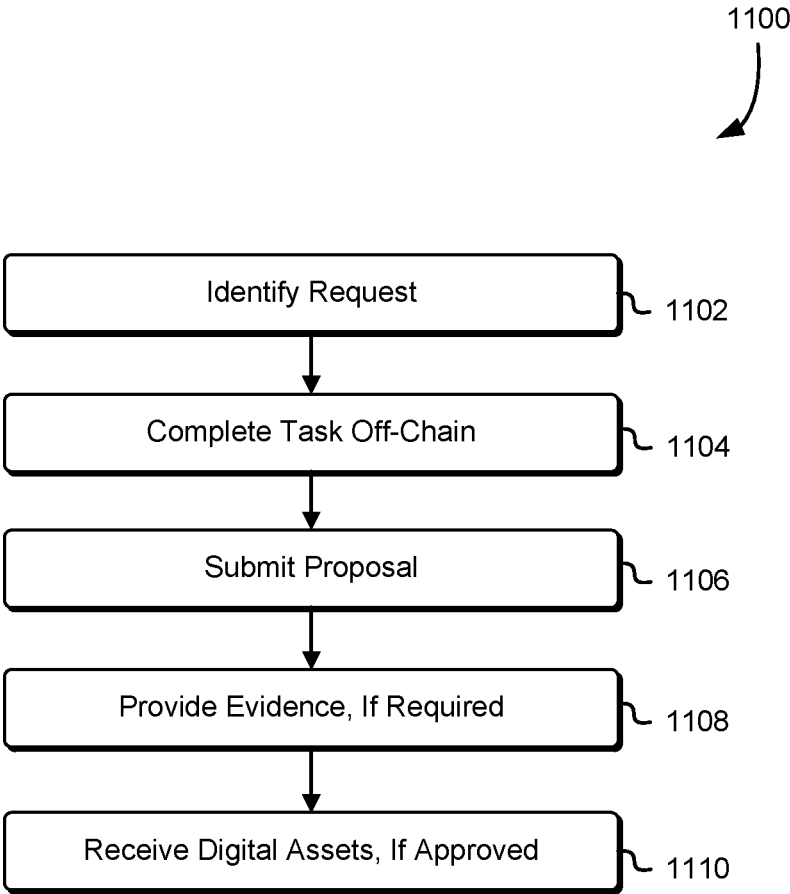 1100
Identify Request
1102
Complete Task Off-Chain
1104
Submit Proposal
1106
Provide Evidence, If Required
1108
Receive Digital Assets, If Approved
1110